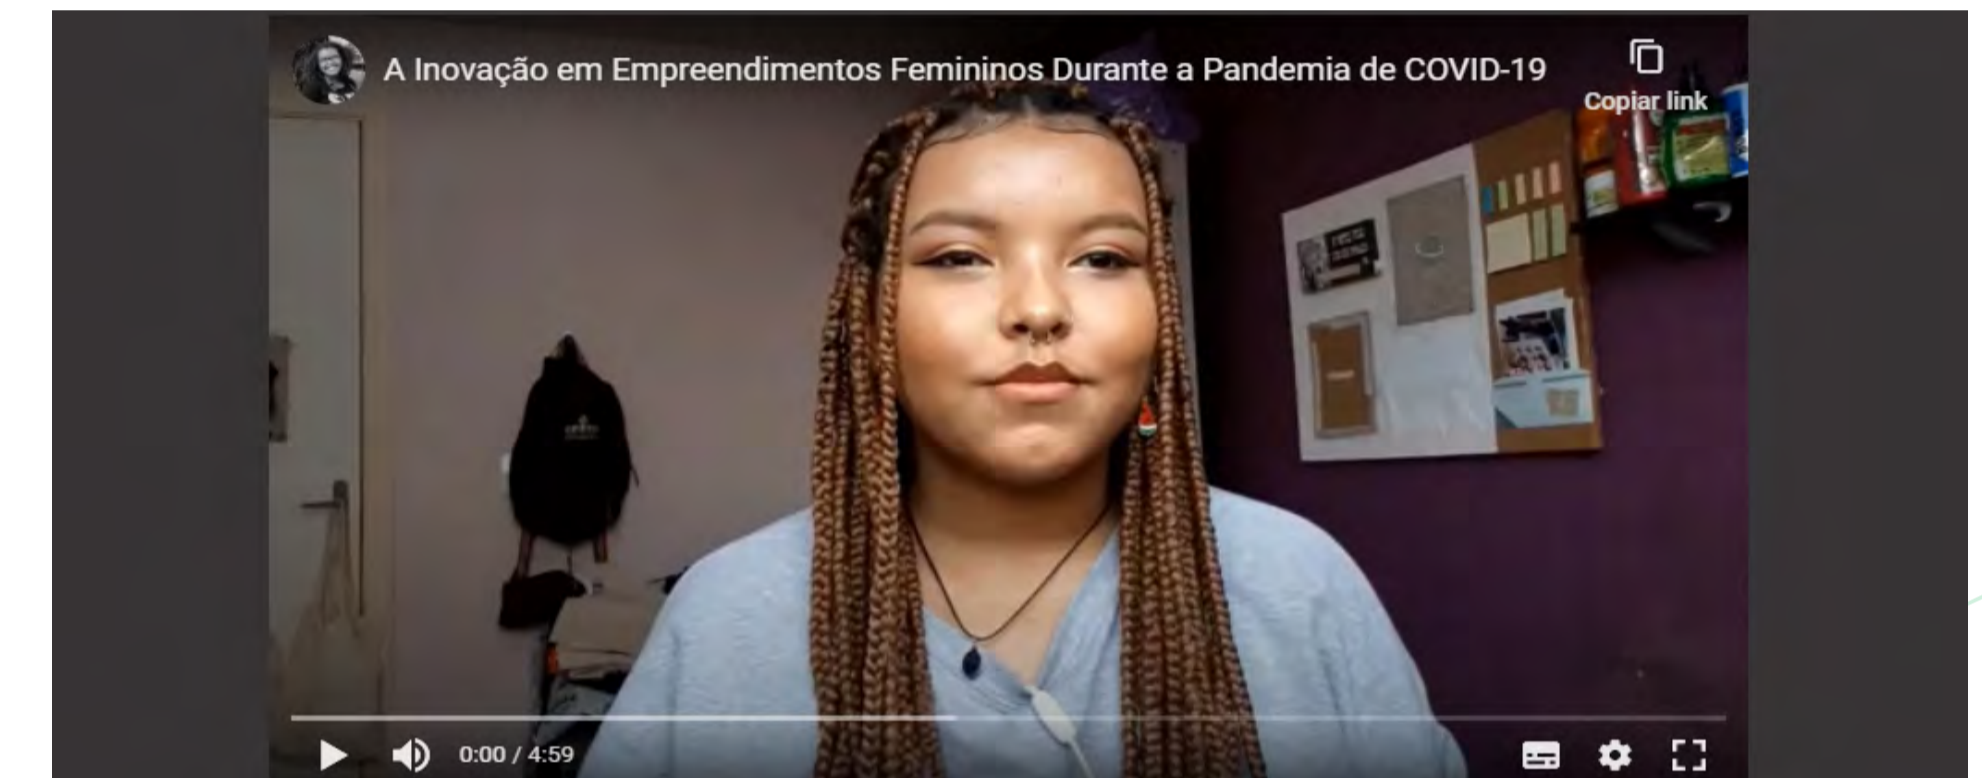 A Inovação em Empreendimentos Femininos Durante a Pandemia de COVID-19
Copiar link
0:00 / 4:59